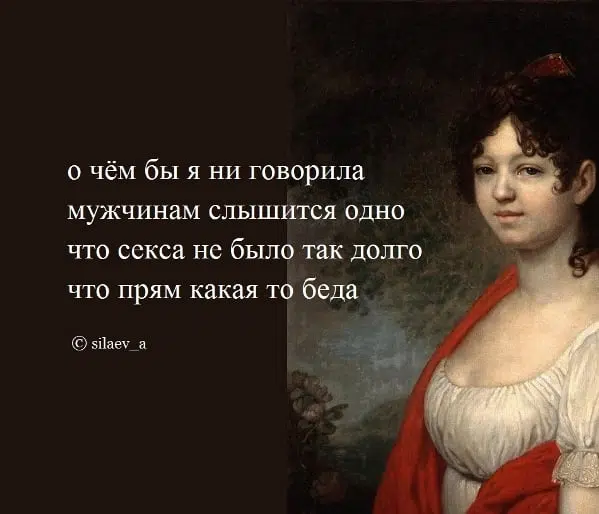 о чём бы я ни говорила
мужчинам слышится одно
что секса не было так долго
что прям какая то беда
© silaev_a